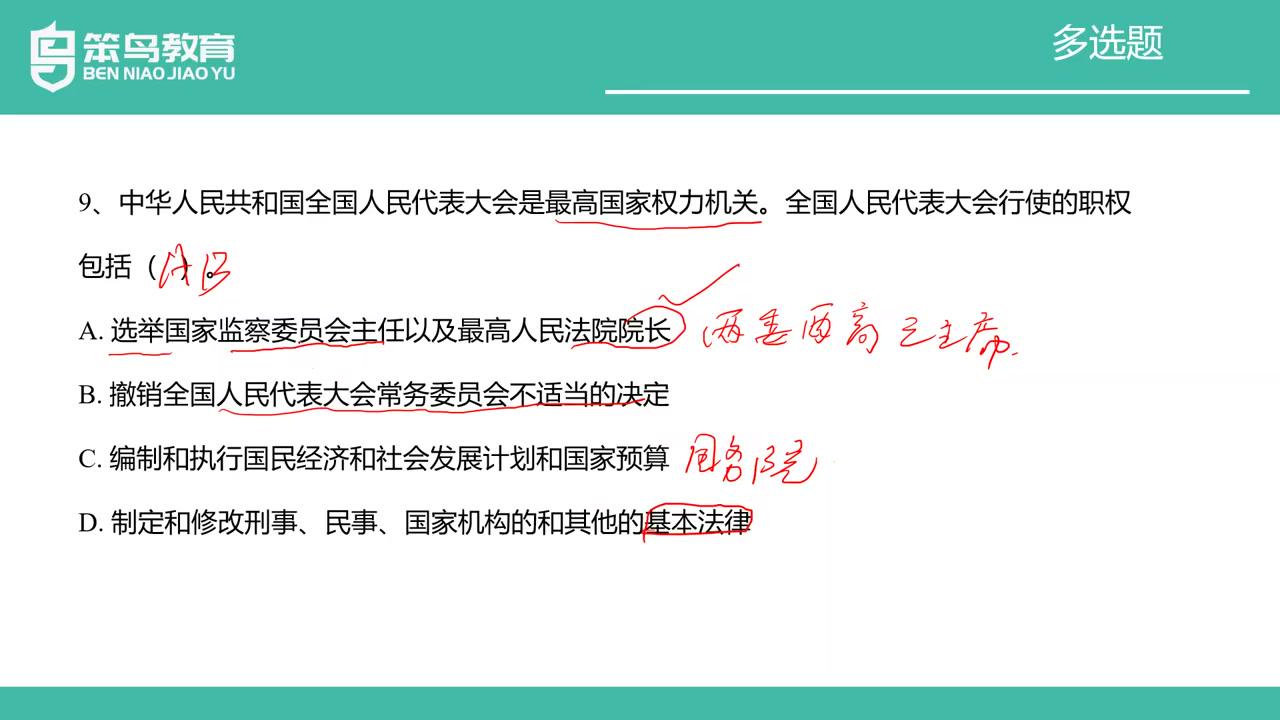 笨鸟教育
BEN NIAO JIAO YU
多选题
9、中华人民共和国全国人民代表大会是最高国家权力机关。全国人民代表大会行使的职权
包括（AB）。
A. 选举国家监察委员会主任以及最高人民法院院长 两委两高三主席
B. 撤销全国人民代表大会常务委员会不适当的决定
C. 编制和执行国民经济和社会发展计划和国家预算 国务院
D. 制定和修改刑事、民事、国家机构的和其他的基本法律